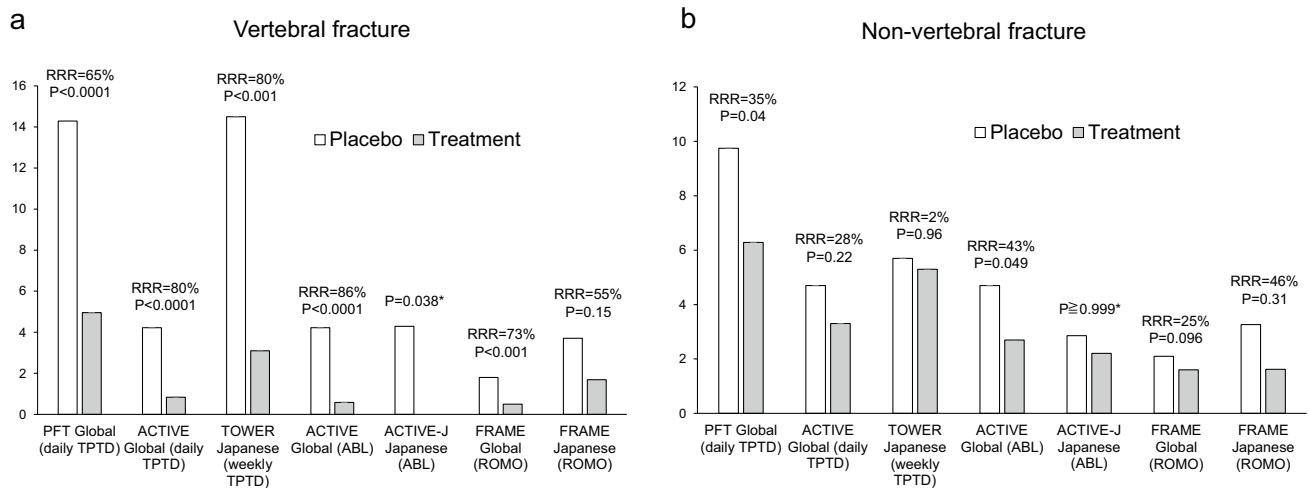 a
Vertebral fracture
RRR=65%
P<0.0001
RRR=80%
P<0.0001
RRR=80%
P<0.001
RRR=86%
P<0.0001
P=0.038*
RRR=73%
P<0.001
RRR=55%
P=0.15
Placebo Treatment
16
14
12
10
8
6
4
2
0
PFT Global
(daily TPTD)
ACTIVE
Global (daily
TPTD)
TOWER
Japanese
(weekly
TPTD)
ACTIVE
Global (ABL)
ACTIVE-J
Japanese
(ABL)
FRAME
Global
(ROMO)
FRAME
Japanese
(ROMO)
b
Non-vertebral fracture
RRR=35%
P=0.04
RRR=28%
P=0.22
RRR=2%
P=0.96
RRR=43%
P=0.049
P≧0.999*
RRR=25%
P=0.096
RRR=46%
P=0.31
Placebo Treatment
12
10
8
6
4
2
0
PFT Global
(daily TPTD)
ACTIVE
Global (daily
TPTD)
TOWER
Japanese
(weekly TPTD)
ACTIVE
Global (ABL)
ACTIVE-J
Japanese
(ABL)
FRAME
Global
(ROMO)
FRAME
Japanese
(ROMO)